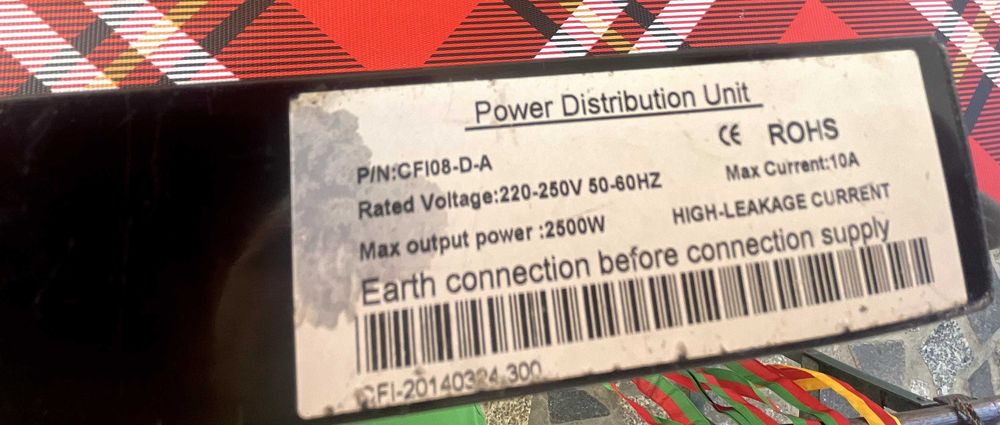 Power Distribution Unit
CE ROHS
P/N:CFI08-D-A
Max Current:10A
Rated Voltage:220-250V 50-60HZ
HIGH-LEAKAGE CURRENT
Max output power :2500W
Earth connection before connection supply
CFI-20140324 300